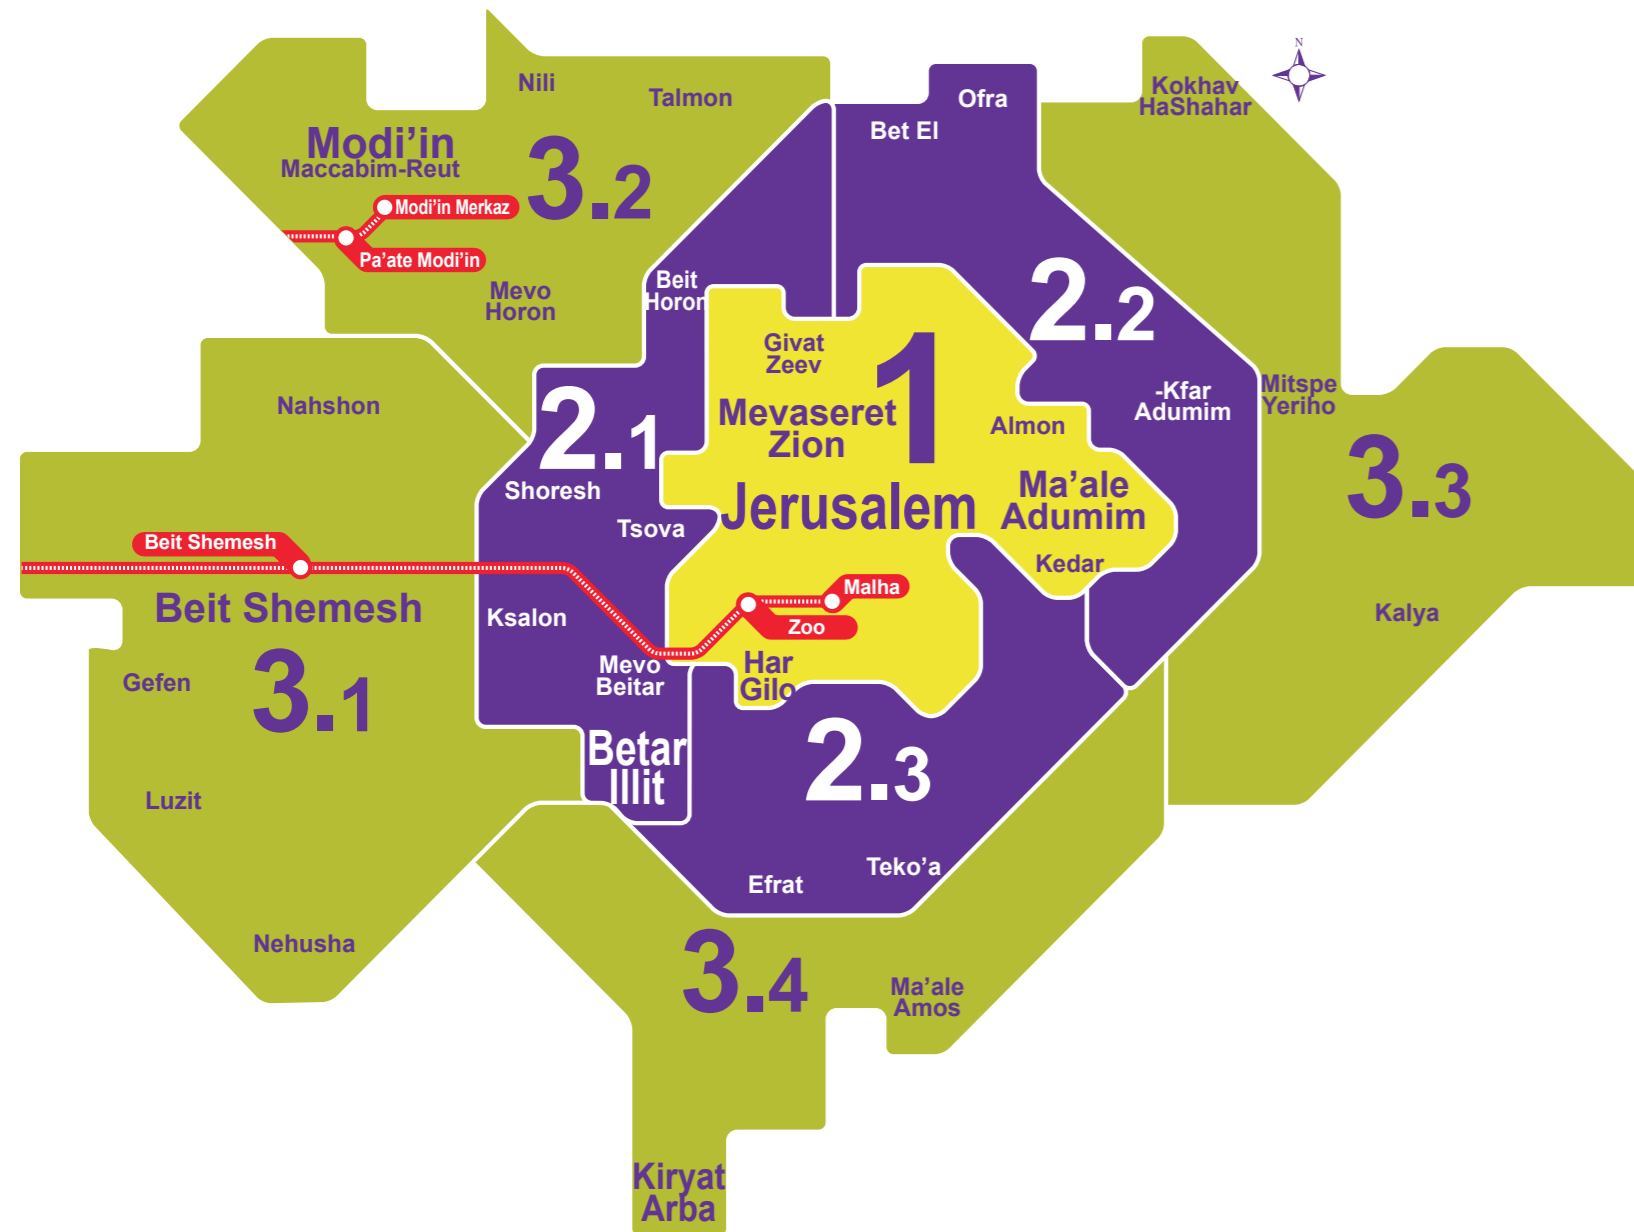 N
Nili
Talmon
Modi’in
Maccabim-Reut
3.2
Modi’in Merkaz
Pa’ate Modi’in
Mevo
Horon
Ofra
Bet El
Kokhav
HaShahar
Beit
Horon
2.2
-Kfar
Adumim
Mitspe
Yeriho
3.3
Kalya
Givat
Zeev
1
Mevaseret
Zion
Almon
Jerusalem
Ma’ale
Adumim
Kedar
Malha
Zoo
Har
Gilo
2.1
Shoresh
Tsova
Ksalon
Mevo
Beitar
Betar
Illit
Nahshon
Beit Shemesh
Beit Shemesh
3.1
Gefen
Luzit
Nehusha
2.3
Teko’a
Efrat
3.4
Ma’ale
Amos
Kiryat
Arba